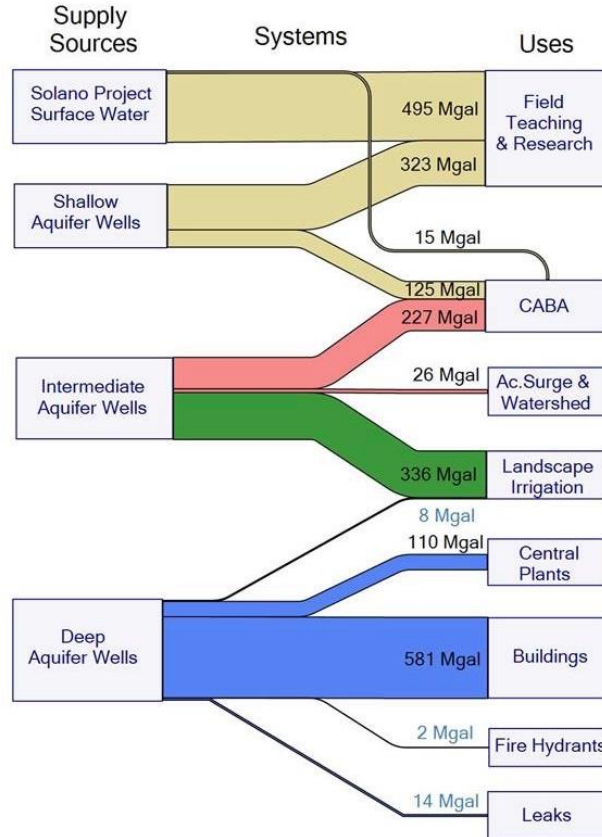 Supply
Sources
Systems
Uses
Solano Project
Surface Water
495 Mgal
Field
Teaching
& Research
323 Mgal
Shallow
Aquifer Wells
15 Mgal
125 Mgal
CABA
227 Mgal
26 Mgal
Ac.Surge &
Watershed
Intermediate
Aquifer Wells
336 Mgal
Landscape
Irrigation
8 Mgal
110 Mgal
Central
Plants
Deep
Aquifer Wells
581 Mgal
Buildings
2 Mgal
Fire Hydrants
14 Mgal
Leaks